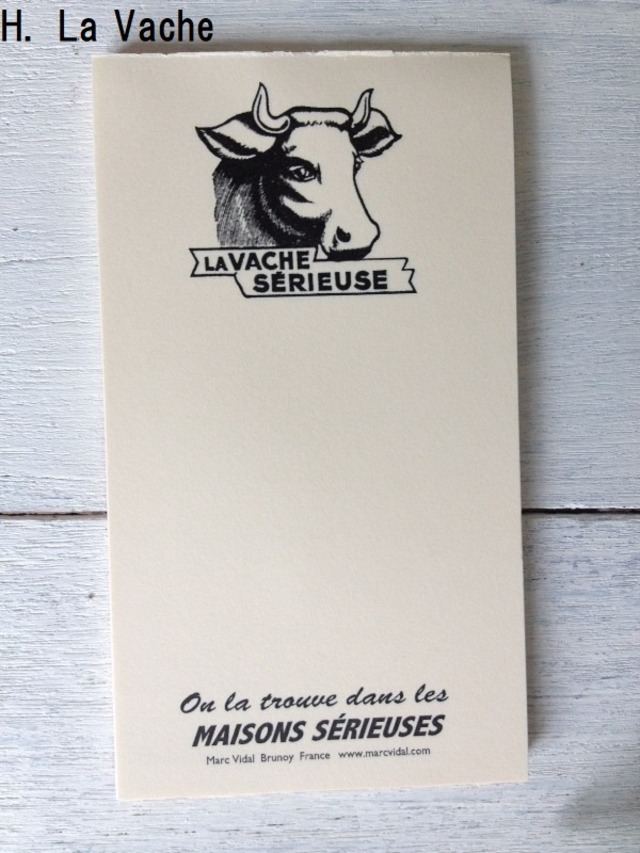 H. La Vache
LA VACHE
SÉRIEUSE
On la trouve dans les
MAISONS SÉRIEUSES
Marc Vidal Brunoy France www.marcvidal.com